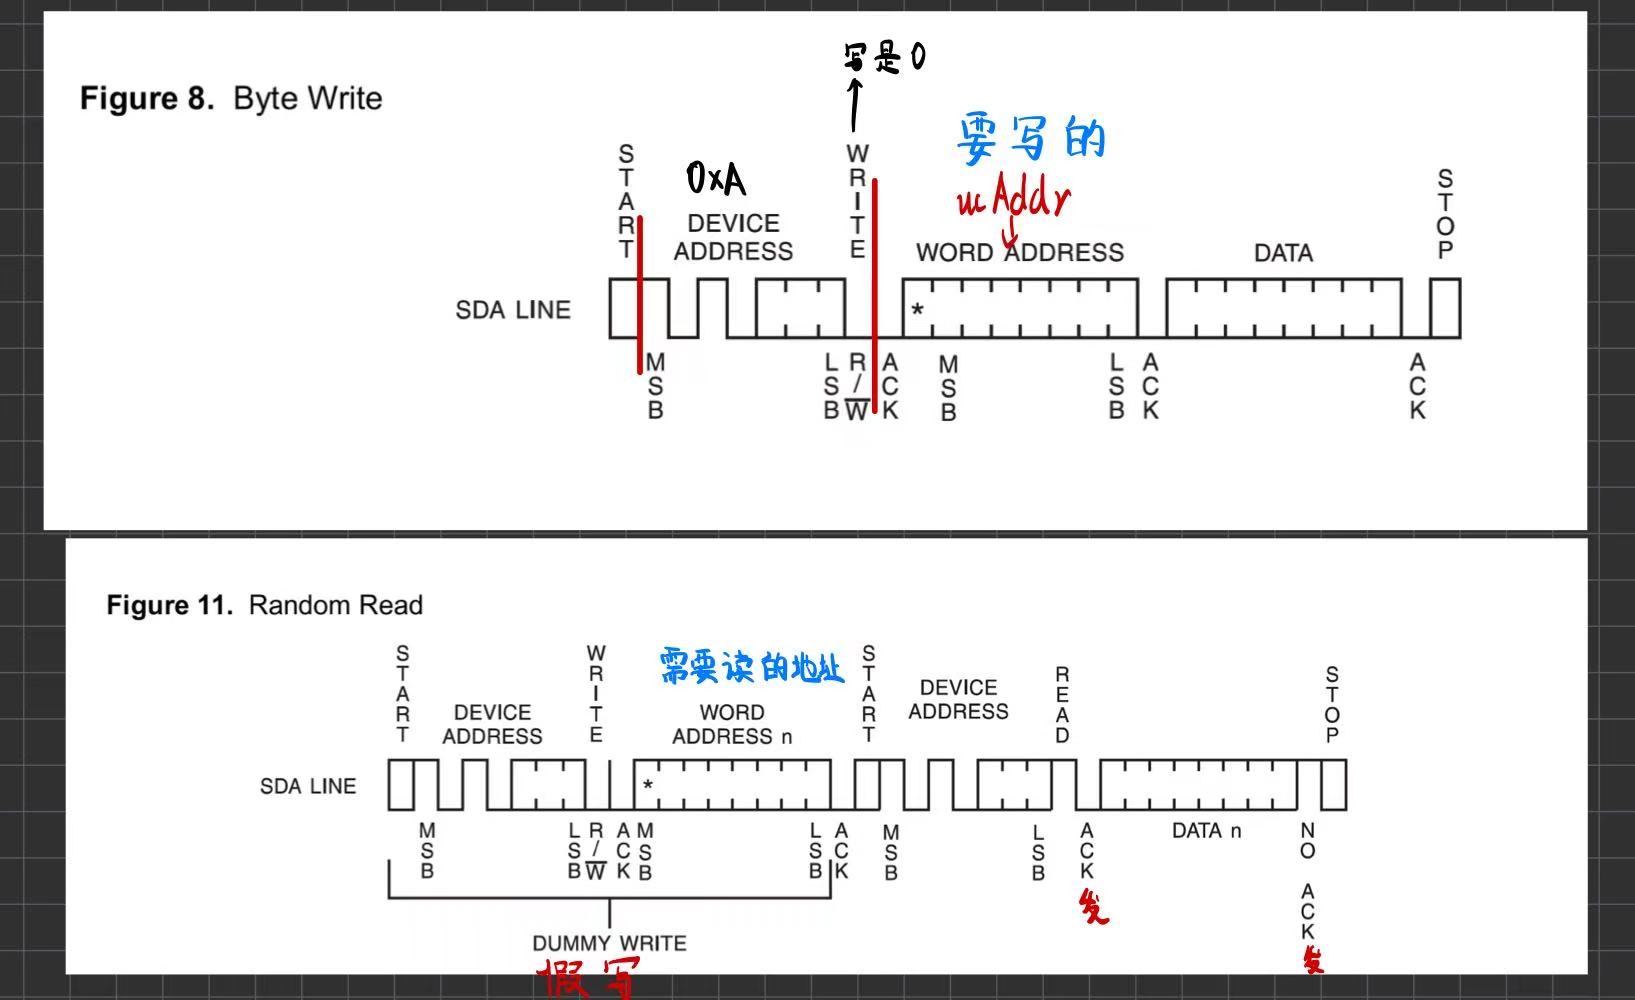 写是0
Figure 8. Byte Write
要写的
START
0xA
WRITE
uAddr
STOP
DEVICE ADDRESS
WORD ADDRESS
DATA
SDA LINE
*
MSB
LSB
R/W
ACK
MSB
LSB
ACK
ACK
Figure 11. Random Read
START
WRITE
需要读的地址
START
READ
STOP
DEVICE ADDRESS
WORD ADDRESS n
DEVICE ADDRESS
SDA LINE
*
MSB
LSB
R/W
ACK
MSB
LSB
ACK
MSB
LSB
ACK
DATA n
NO ACK
发
发
DUMMY WRITE
假写